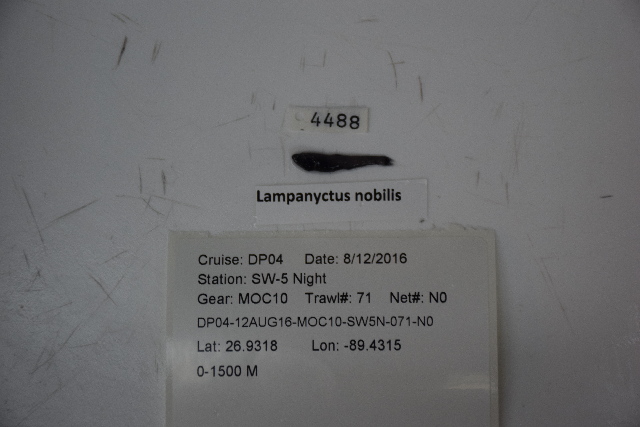 4488
Lampanyctus nobilis
Cruise: DP04 Date: 8/12/2016
Station: SW-5 Night
Gear: MOC10 Trawl#: 71 Net#: N0
DP04-12AUG16-MOC10-SW5N-071-N0
Lat: 26.9318 Lon: -89.4315
0-1500 M